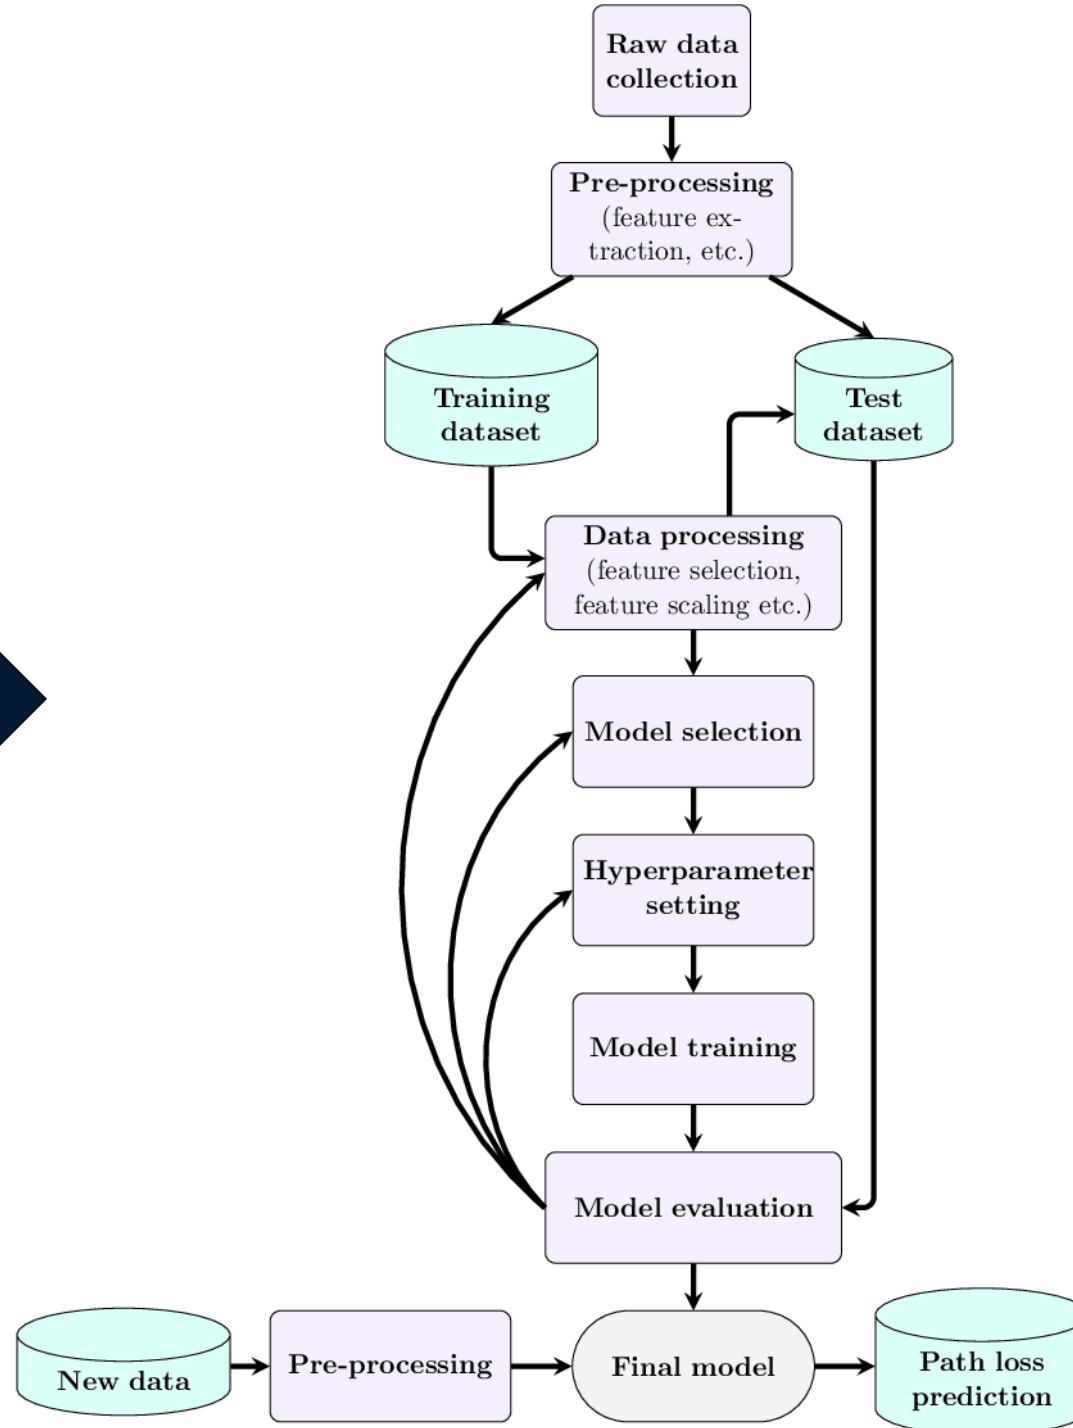 Raw data
collection
Pre-processing
(feature ex-
traction, etc.)
Training
dataset
Test
dataset
Data processing
(feature selection,
feature scaling etc.)
Model selection
Hyperparameter
setting
Model training
Model evaluation
New data
Pre-processing
Final model
Path loss
prediction